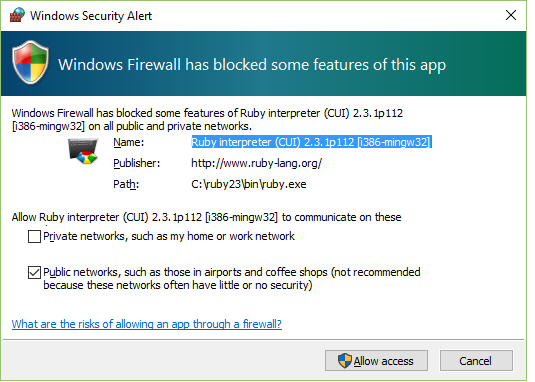 Windows Security Alert
Windows Firewall has blocked some features of this app
Windows Firewall has blocked some features of Ruby interpreter (CUI) 2.3.1p112
[i386-mingw32] on all public and private networks.
Name: Ruby interpreter (CUI) 2.3.1p112 [i386-mingw32]
Publisher: http://www.ruby-lang.org/
Path: C:\ruby23\bin\ruby.exe
Allow Ruby interpreter (CUI) 2.3.1p112 [i386-mingw32] to communicate on these
Private networks, such as my home or work network
Public networks, such as those in airports and coffee shops (not recommended
because these networks often have little or no security)
What are the risks of allowing an app through a firewall?
Allow access Cancel